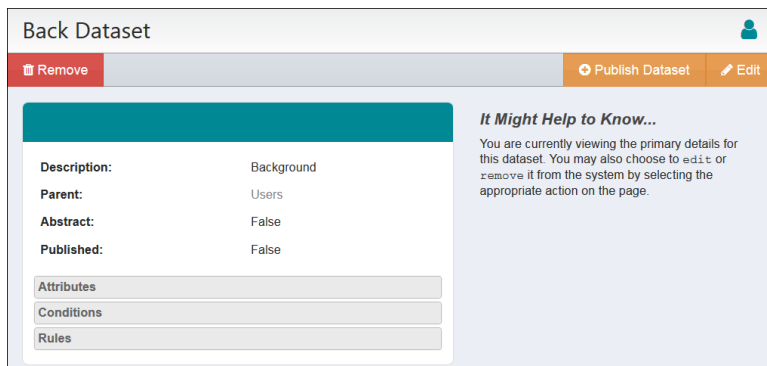 Back Dataset
Remove
Publish Dataset
Edit
Description: Background
Parent: Users
Abstract: False
Published: False
Attributes
Conditions
Rules
It Might Help to Know...
You are currently viewing the primary details for
this dataset. You may also choose to edit or
remove it from the system by selecting the
appropriate action on the page.